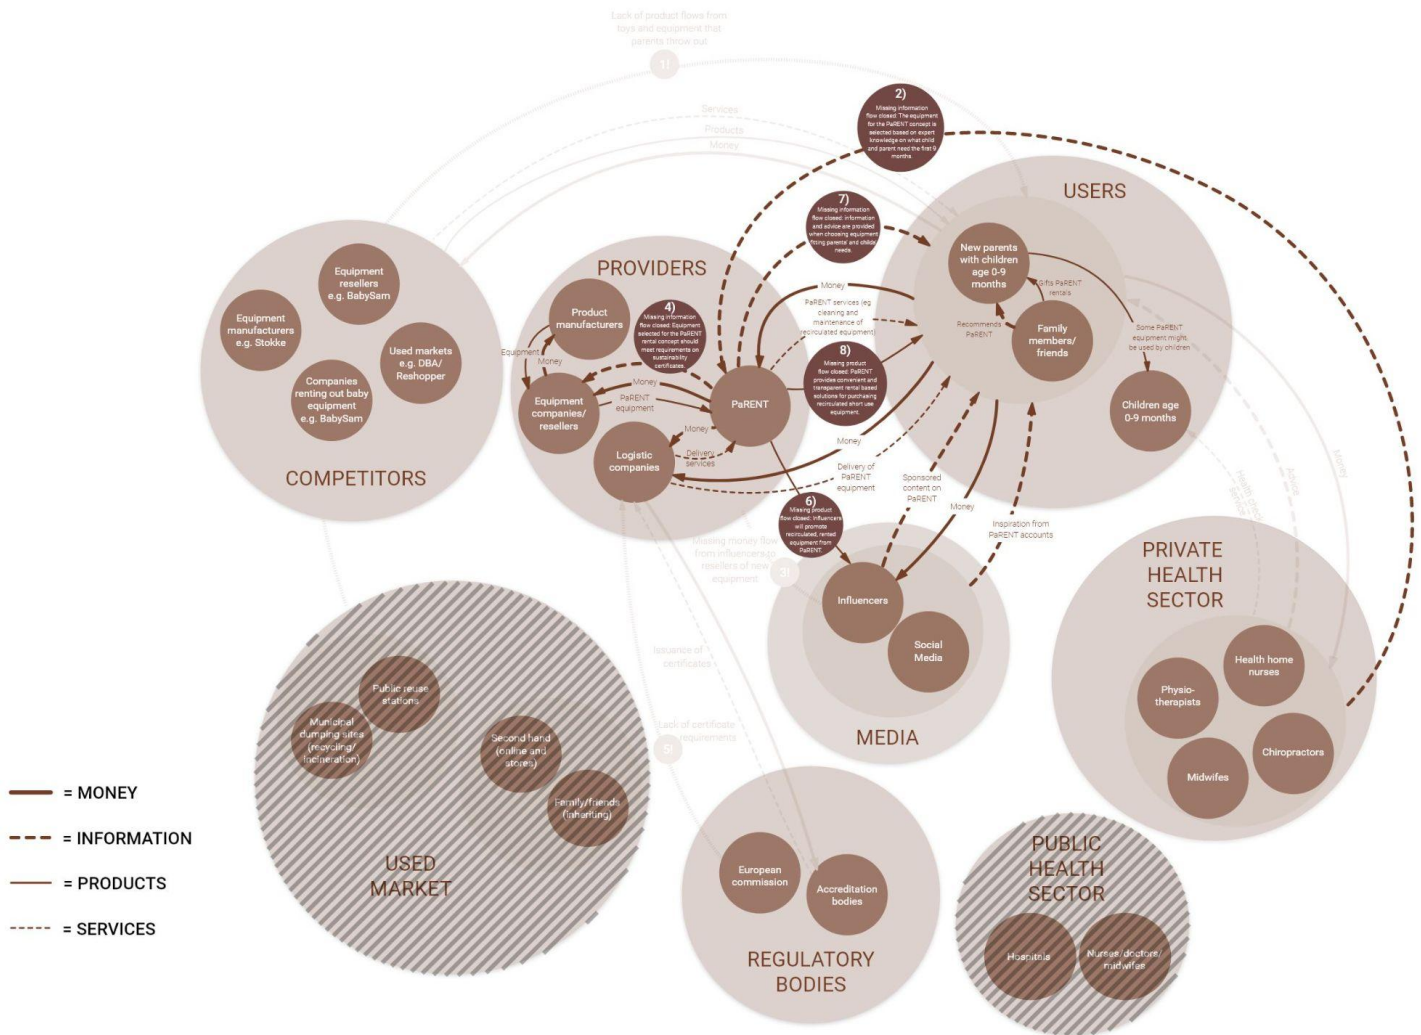 Lack of product flows from
toys and equipment that
parents throw out
1!
Services
Products
Money
2)
Missing information
flow closed: The equipment
for the PaRENT concept is
selected based on expert
knowledge on what child
and parent need the first 9
months.
USERS
7)
Missing information
flow closed: information
and advice are provided
when choosing equipment
fitting parents' and childs'
needs.
New parents
with children
age 0-9
months
Gifts PaRENT
rentals
Recommends
PaRENT
Family
members/
friends
Some PaRENT
equipment might
be used by children
Children age
0-9 months
PROVIDERS
Product
manufacturers
4)
Missing information
flow closed: Equipment
selected for the PaRENT
rental concept should
meet requirements on
sustainability
certificates.
Money
PaRENT services (eg
cleaning and
maintenance of
recirculated equipment)
8)
Missing product
flow closed: PaRENT
provides convenient and
transparent rental based
solutions for purchasing
recirculated short use
equipment.
Equipment
Money
Money
PaRENT
equipment
PaRENT
Equipment
companies/
resellers
Money
Delivery
services
Logistic
companies
Money
Delivery of
PaRENT
equipment
Sponsored
content on
PaRENT
Money
Inspiration from
PaRENT accounts
Equipment
resellers
e.g. BabySam
Equipment
manufacturers
e.g. Stokke
Used markets
e.g. DBA/
Reshopper
Companies
renting out baby
equipment
e.g. BabySam
COMPETITORS
6)
Missing product
flow closed: Influencers
will promote
recirculated, rented
equipment from
PaRENT.
Missing money flow
from influencers to
resellers of new
equipment
3!
Influencers
Social
Media
MEDIA
Money
Advice
PRIVATE
HEALTH
SECTOR
Health home
nurses
Physio-
therapists
Chiropractors
Midwifes
Issuance of
certificates
Lack of certificate
requirements
5!
Public reuse
stations
Municipal
dumping sites
(recycling/
incineration)
Second hand
(online and
stores)
Family/friends
(inheriting)
USED
MARKET
European
commission
Accreditation
bodies
REGULATORY
BODIES
PUBLIC
HEALTH
SECTOR
Hospitals
Nurses/doctors/
midwifes
= MONEY
= INFORMATION
= PRODUCTS
= SERVICES